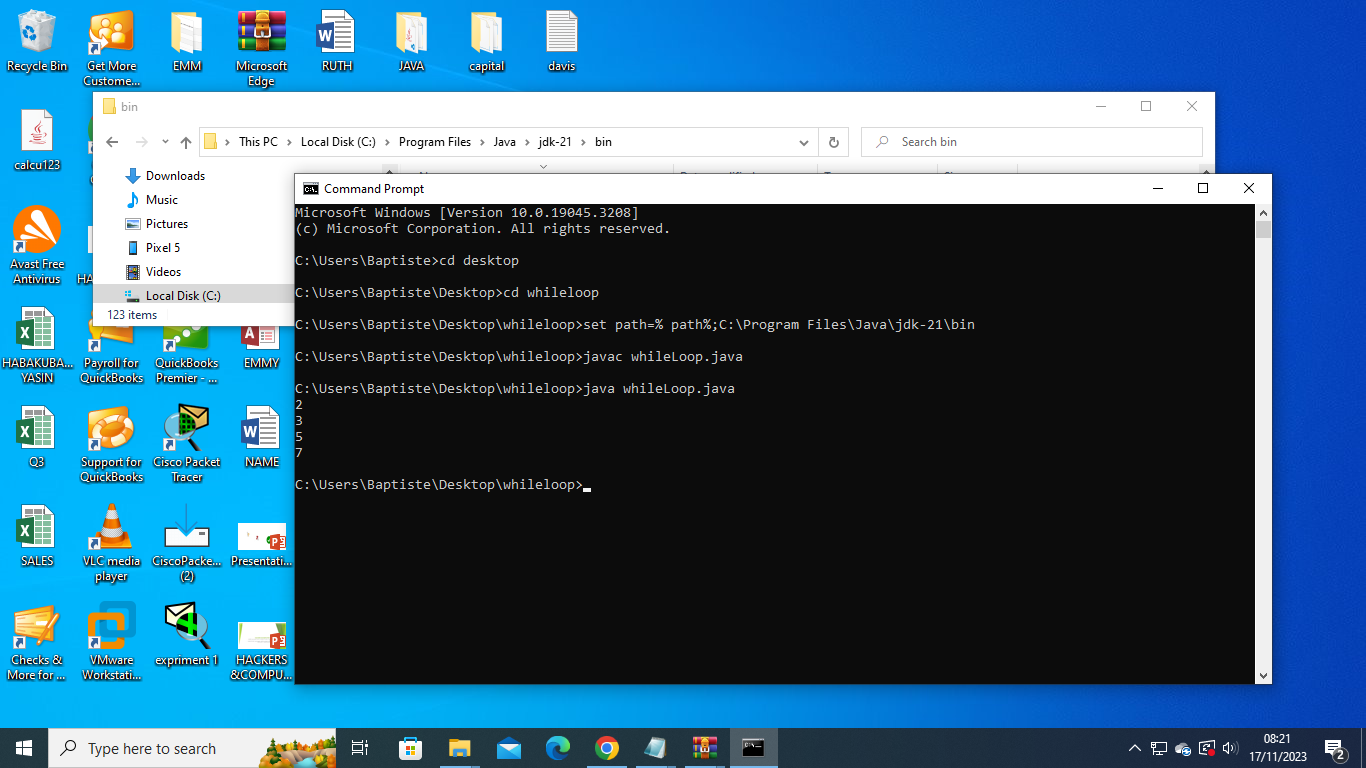 Recycle Bin
Get More
Custome...
EMM
Microsoft
Edge
RUTH
JAVA
capital
davis
calcu123
Avast Free
Antivirus
HABAKUBA...
YASIN
Payroll for
QuickBooks
QuickBooks
Premier - ...
EMMY
Q3
Support for
QuickBooks
Cisco Packet
Tracer
NAME
SALES
VLC media
player
CiscoPacke...
(2)
Presentati...
Checks &
More for ...
VMware
Workstati...
expriment 1
HACKERS
&COMPU...
bin
This PC
Local Disk (C:)
Program Files
Java
jdk-21
bin
Search bin
Downloads
Music
Pictures
Pixel 5
Videos
Local Disk (C:)
123 items
Command Prompt
Microsoft Windows [Version 10.0.19045.3208]
(c) Microsoft Corporation. All rights reserved.
C:\Users\Baptiste>cd desktop
C:\Users\Baptiste\Desktop>cd whileloop
C:\Users\Baptiste\Desktop\whileloop>set path=% path%;C:\Program Files\Java\jdk-21\bin
C:\Users\Baptiste\Desktop\whileloop>javac whileLoop.java
C:\Users\Baptiste\Desktop\whileloop>java whileLoop.java
2
3
5
7
C:\Users\Baptiste\Desktop\whileloop>
Type here to search
08:21
17/11/2023
2